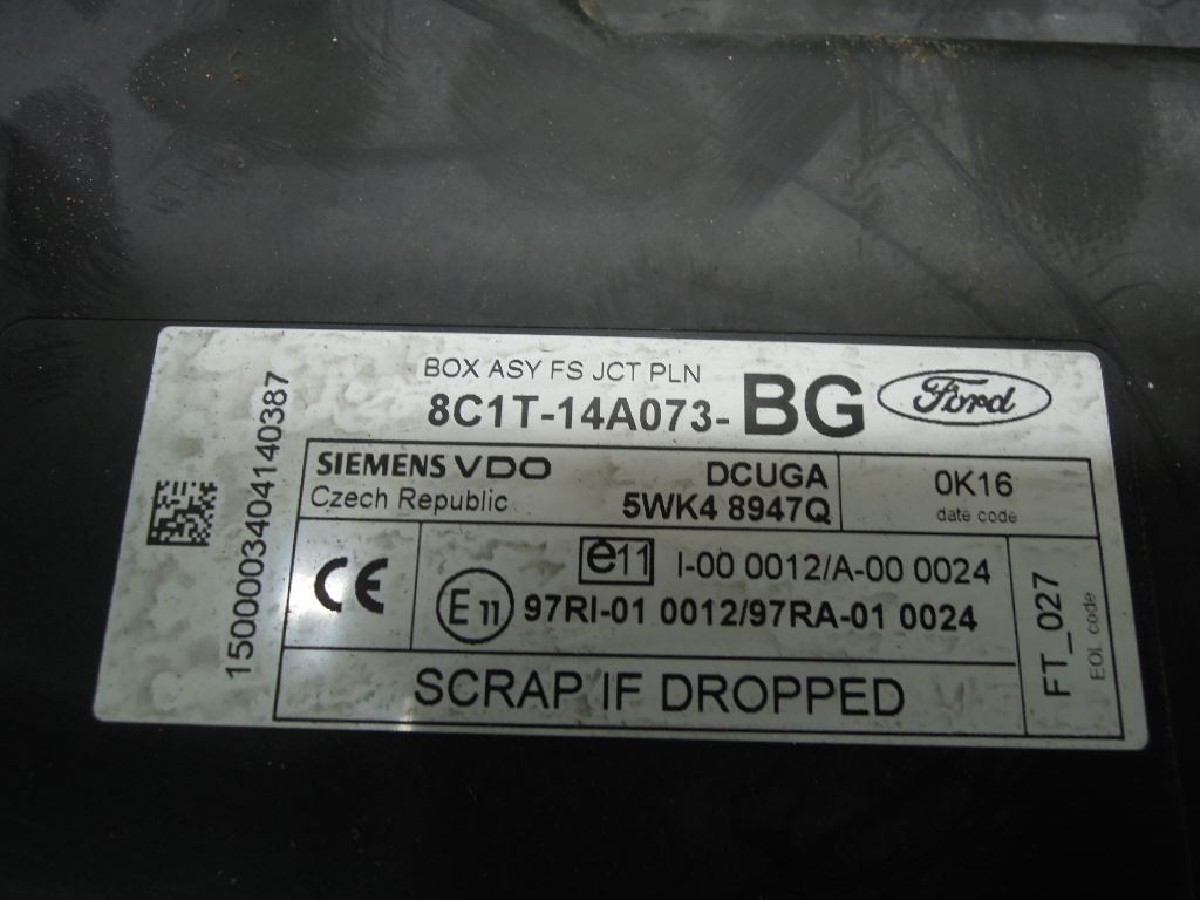 BOX ASY FS JCT PLN
8C1T-14A073-BG
Ford
150000340414038​7
SIEMENS VDO
Czech Republic
DCUGA
5WK4 8947Q
0K16
date code
CE
e11 I-00 0012/A-00 0024
E11 97RI-01 0012/97RA-01 0024
FT_027
EOL code
SCRAP IF DROPPED